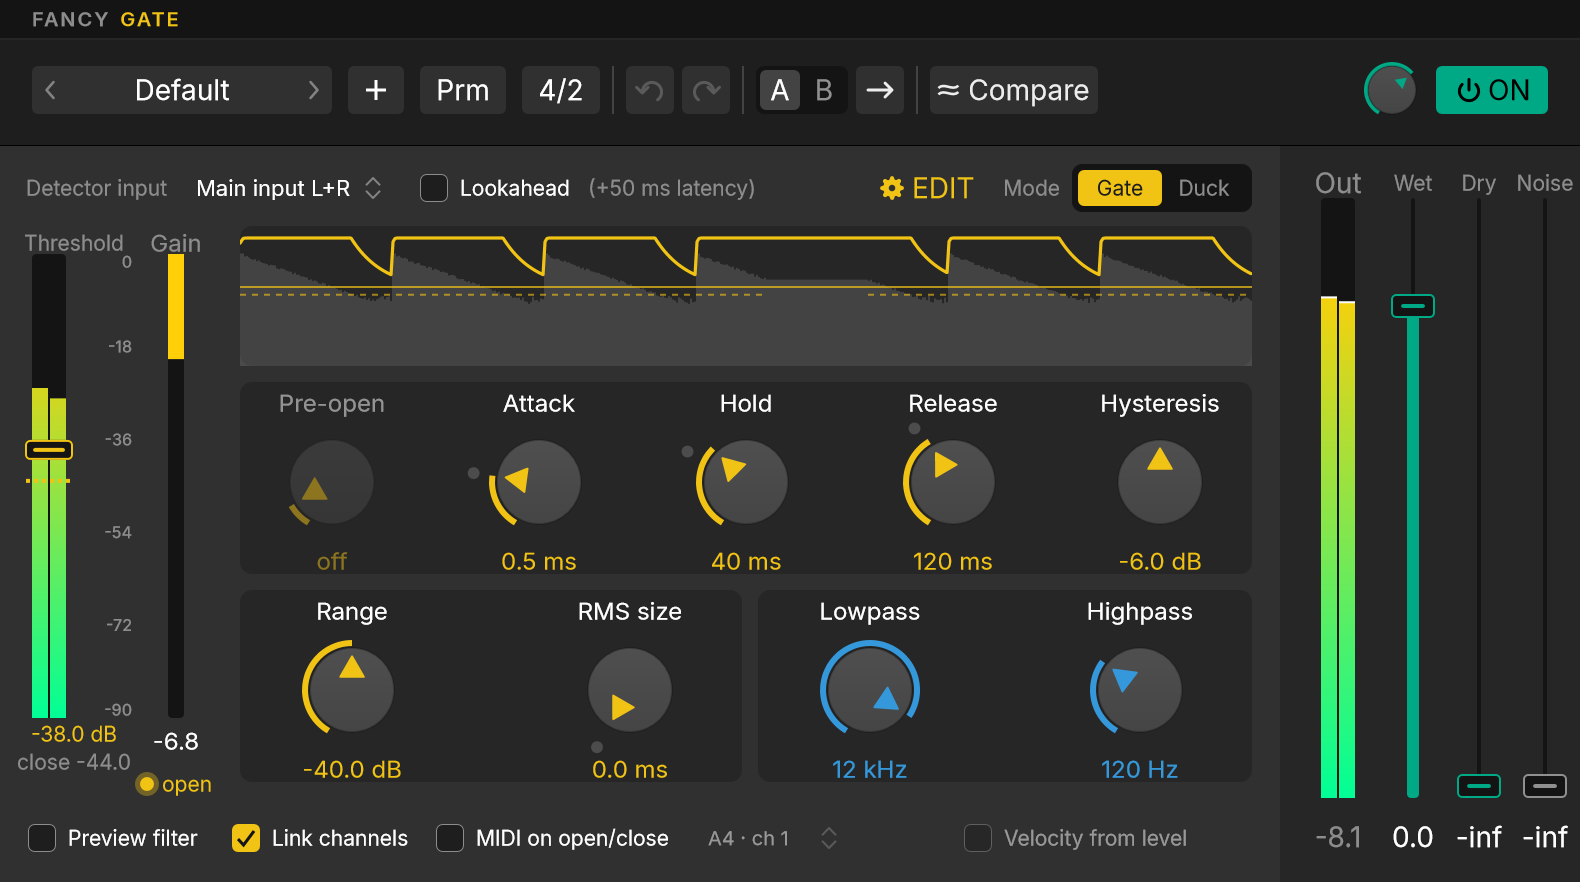 FANCY GATE
Default + Prm 4/2 A B → ≈ Compare ON
Detector input Main input L+R Lookahead (+50 ms latency) EDIT Mode Gate Duck
Out Wet Dry Noise
Threshold Gain
0
-18
-36
-54
-72
-90
-38.0 dB
close -44.0
-6.8
open
Pre-open Attack Hold Release Hysteresis
off 0.5 ms 40 ms 120 ms -6.0 dB
Range RMS size Lowpass Highpass
-40.0 dB 0.0 ms 12 kHz 120 Hz
Preview filter Link channels MIDI on open/close A4 · ch 1 Velocity from level
-8.1 0.0 -inf -inf